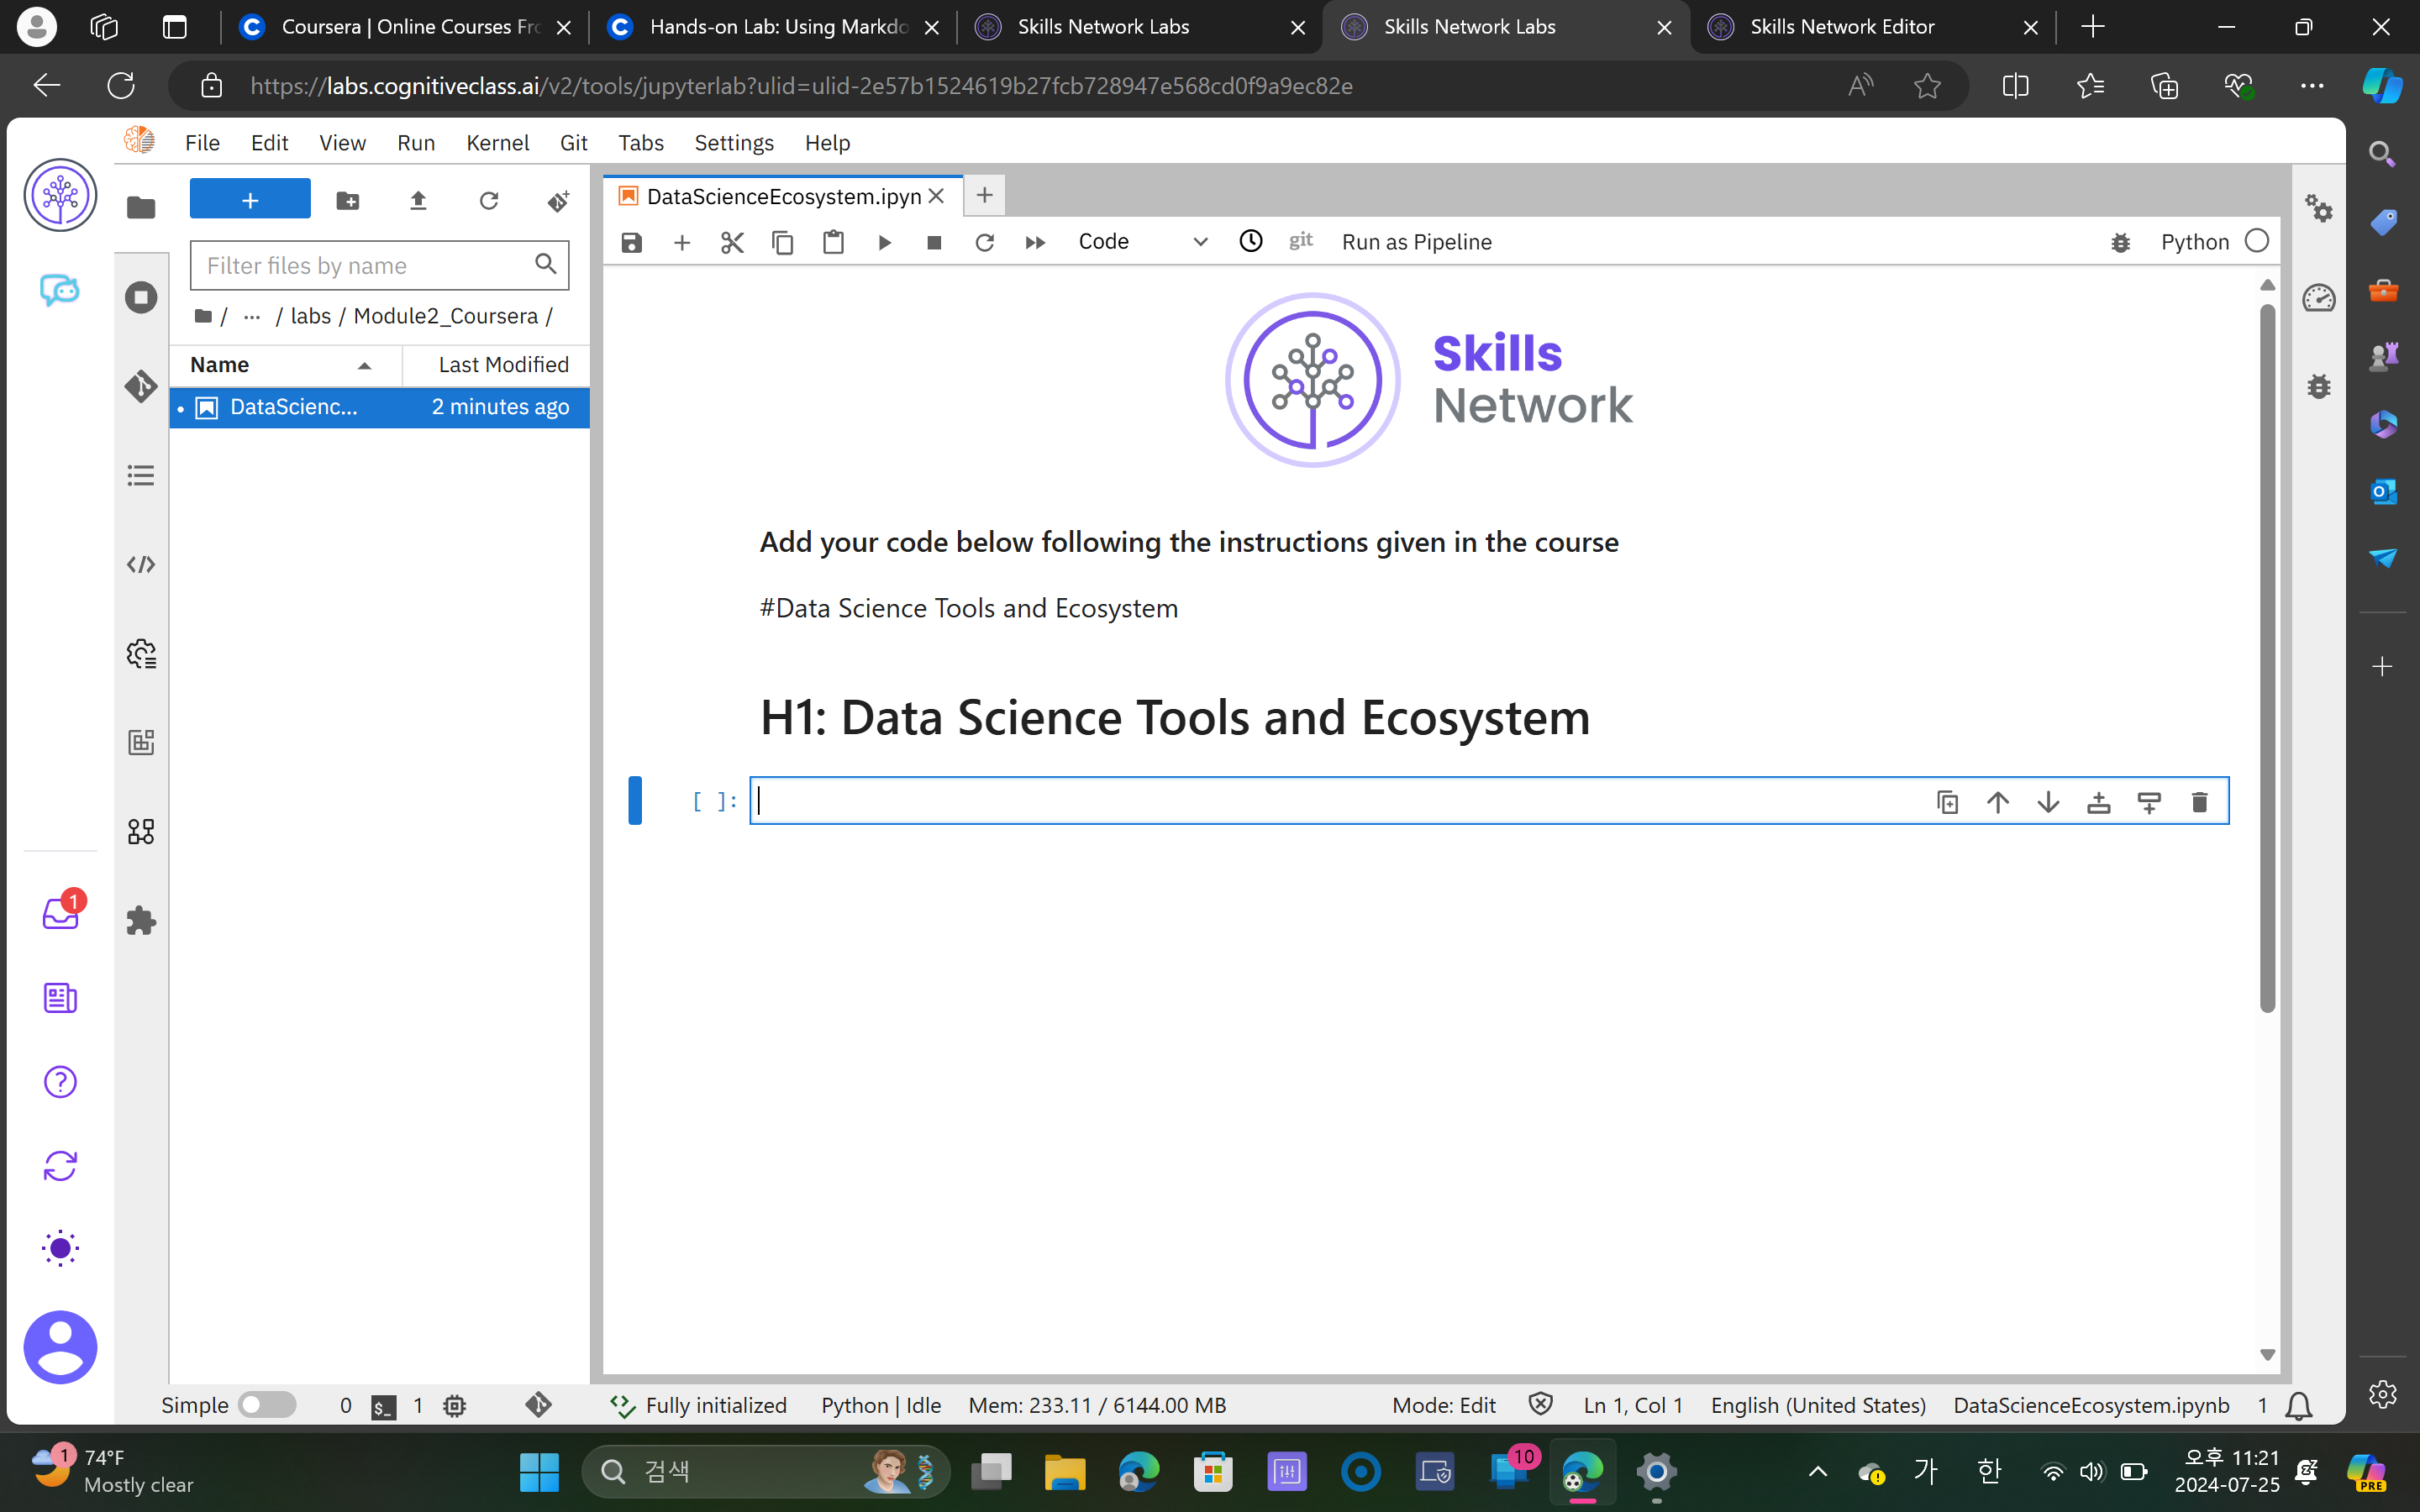 Coursera | Online Courses Fro
Hands-on Lab: Using Markdo
Skills Network Labs
Skills Network Labs
Skills Network Editor
https://labs.cognitiveclass.ai/v2/tools/jupyterlab?ulid=ulid-2e57b1524619b27fcb728947e568cd0f9a9ec82e
File Edit View Run Kernel Git Tabs Settings Help
DataScienceEcosystem.ipyn
Code
git
Run as Pipeline
Python
Filter files by name
/ ... / labs / Module2_Coursera /
Name Last Modified
DataScienc... 2 minutes ago
Skills
Network
Add your code below following the instructions given in the course
#Data Science Tools and Ecosystem
H1: Data Science Tools and Ecosystem
[ ]:
1
Simple 0 $_ 1 Fully initialized Python | Idle Mem: 233.11 / 6144.00 MB Mode: Edit Ln 1, Col 1 English (United States) DataScienceEcosystem.ipynb 1
1
74°F
Mostly clear
검색
10
가
한
오후 11:21
2024-07-25
PRE